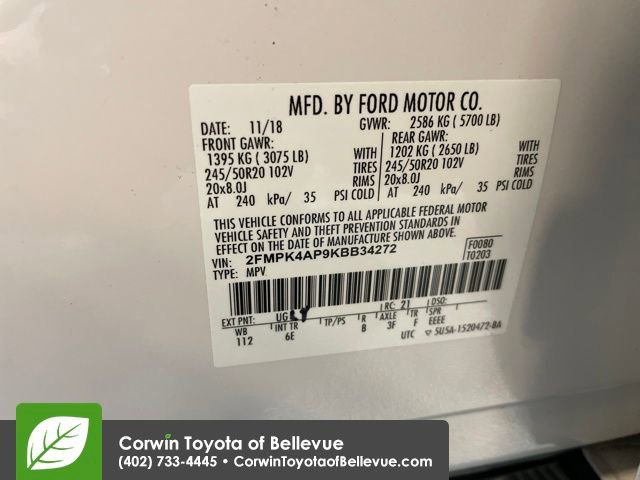 MFD. BY FORD MOTOR CO.
DATE: 11/18 GVWR: 2586 KG ( 5700 LB)
FRONT GAWR: REAR GAWR:
1395 KG ( 3075 LB) WITH 1202 KG ( 2650 LB) WITH
245/50R20 102V TIRES 245/50R20 102V TIRES
20x8.0J RIMS 20x8.0J RIMS
AT 240 kPa/ 35 PSI COLD AT 240 kPa/ 35 PSI COLD
THIS VEHICLE CONFORMS TO ALL APPLICABLE FEDERAL MOTOR
VEHICLE SAFETY AND THEFT PREVENTION STANDARDS IN
EFFECT ON THE DATE OF MANUFACTURE SHOWN ABOVE.
VIN: 2FMPK4AP9KBB34272 F0080
TYPE: MPV T0203
EXT PNT: UG RC: 21 DSO:
WB INT TR TP/PS R AXLE TR SPR
112 6E B 3F F EEEE
UTC ▽ 5U5A-1520472-BA
Corwin Toyota of Bellevue
(402) 733-4445 • CorwinToyotaofBellevue.com